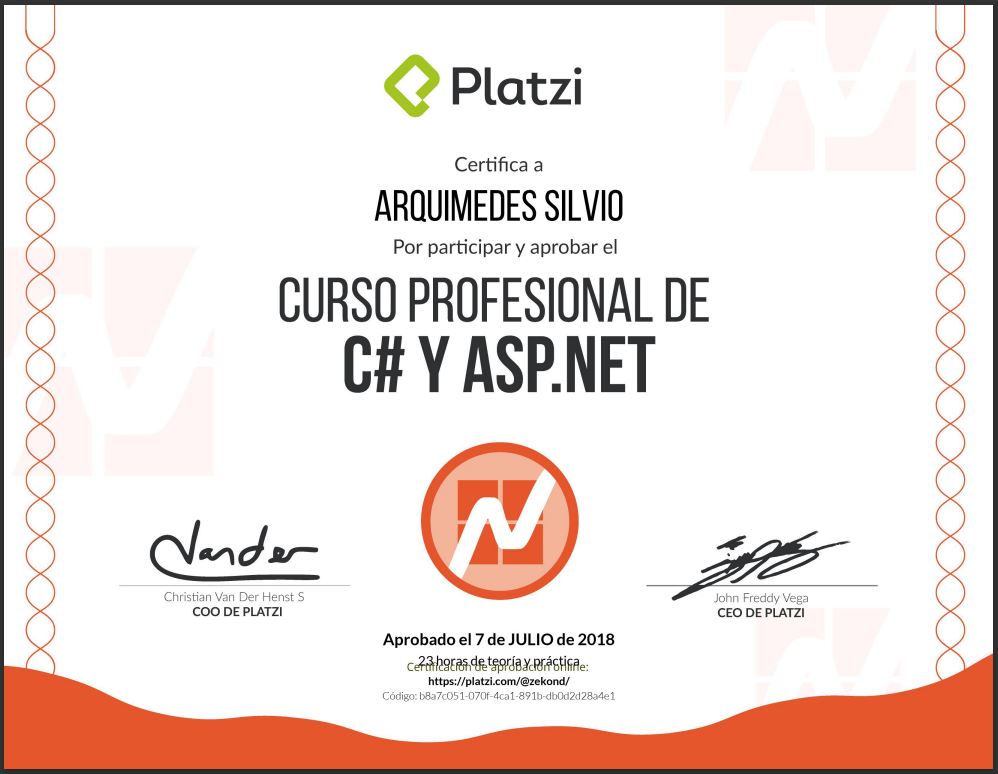 Platzi
Certifica a
ARQUIMEDES SILVIO
Por participar y aprobar el
CURSO PROFESIONAL DE
C# Y ASP.NET
Vander
Christian Van Der Henst S
COO DE PLATZI
John Freddy Vega
CEO DE PLATZI
Aprobado el 7 de JULIO de 2018
23 horas de teoría y práctica
Certificación de aprobación online:
https://platzi.com/@zekond/
Código: b8a7c051-070f-4ca1-891b-db0d2d28a4e1